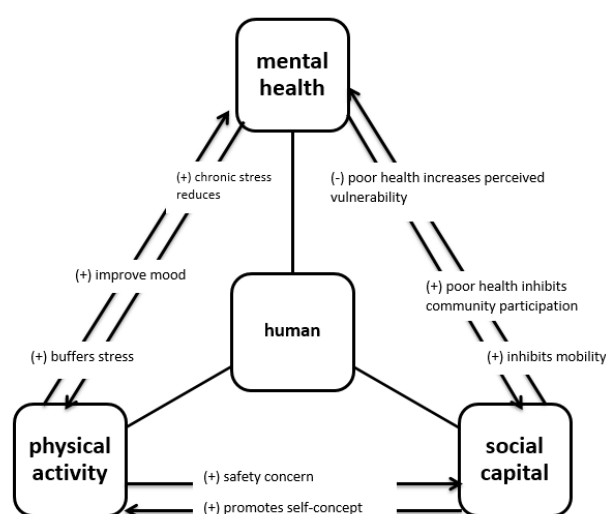 mental
health
(+) chronic stress
reduces
(-) poor health increases perceived
vulnerability
(+) improve mood
(+) poor health inhibits
community participation
human
(+) buffers stress
(+) inhibits mobility
physical
activity
social
capital
(+) safety concern
(+) promotes self-concept